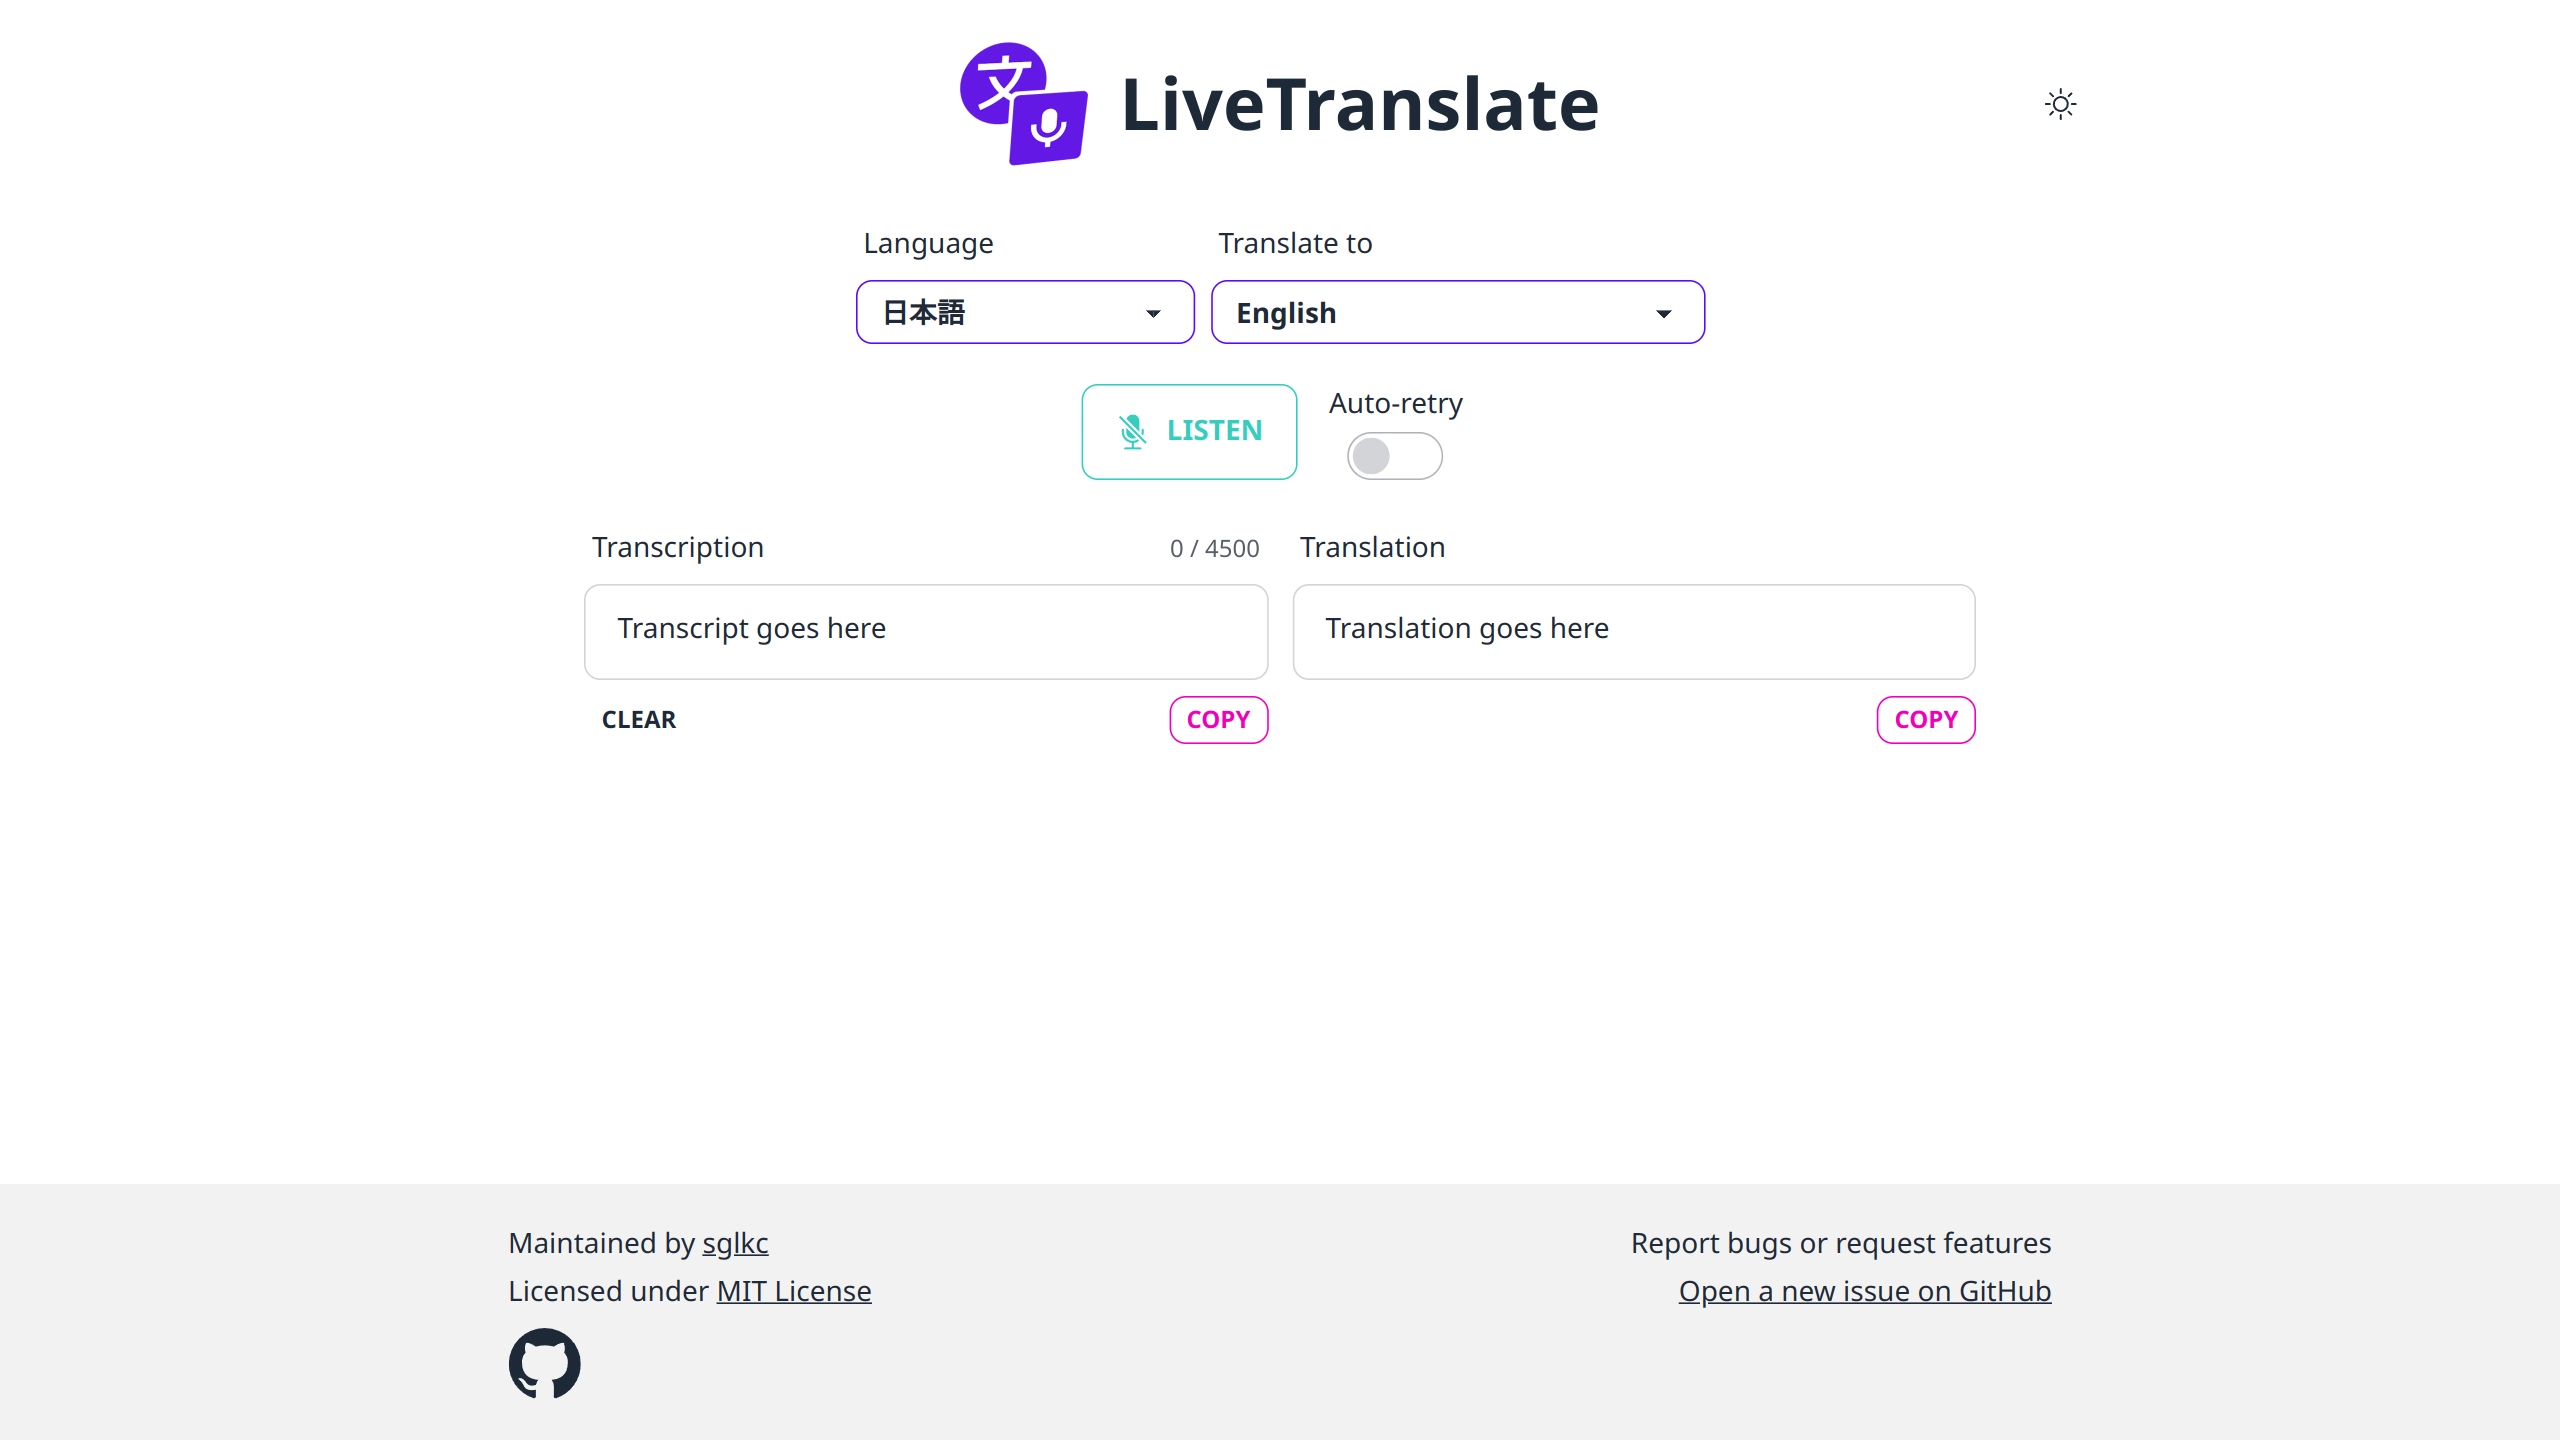 文
LiveTranslate
Language
Translate to
日本語
English
LISTEN
Auto-retry
Transcription
0 / 4500
Translation
Transcript goes here
Translation goes here
CLEAR
COPY
COPY
Maintained by sglkc
Licensed under MIT License
Report bugs or request features
Open a new issue on GitHub